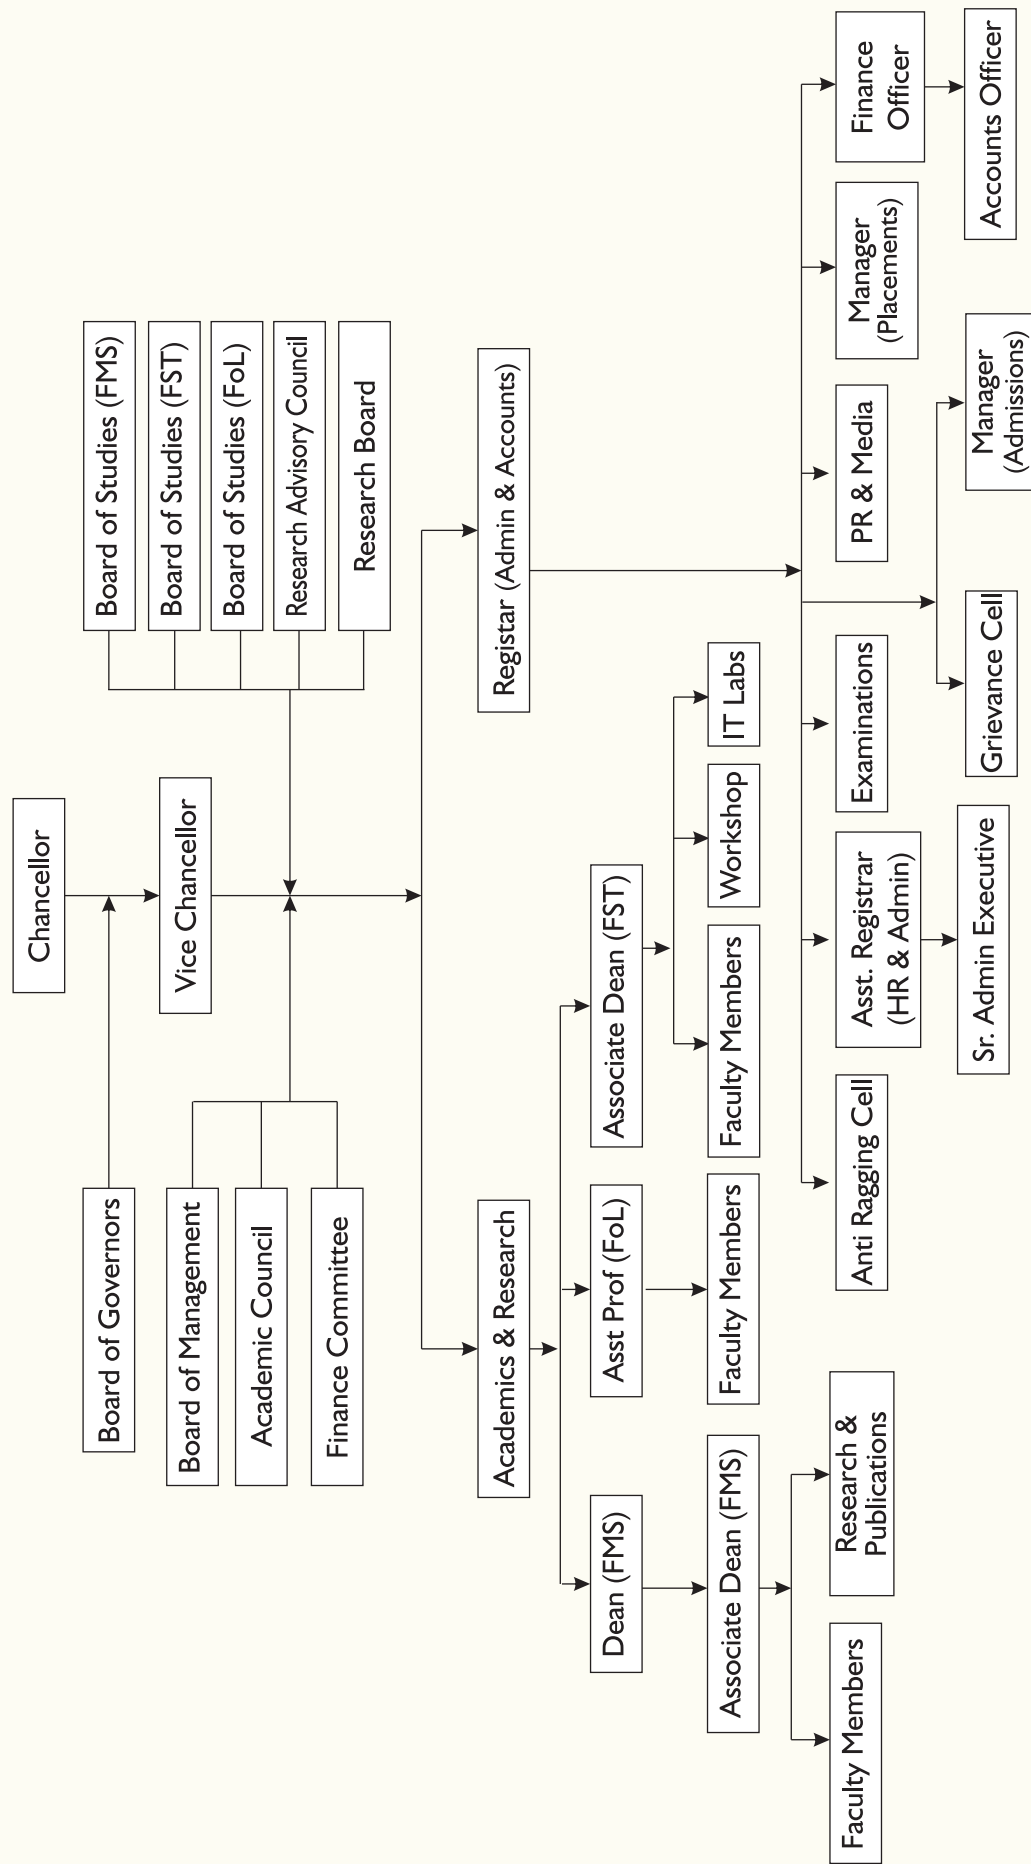 Chancellor
Board of Governors
Board of Studies (FMS)
Vice Chancellor
Board of Management
Board of Studies (FST)
Academic Council
Board of Studies (FoL)
Research Advisory Council
Finance Committee
Research Board
Academics & Research
Registar (Admin & Accounts)
Dean (FMS)
Asst Prof (FoL)
Associate Dean (FST)
Associate Dean (FMS)
Faculty Members
Faculty Members
Workshop
IT Labs
Faculty Members
Research &
Publications
Anti Ragging Cell
Asst. Registrar
(HR & Admin)
Examinations
PR & Media
Manager
(Placements)
Finance
Officer
Sr. Admin Executive
Grievance Cell
Manager
(Admissions)
Accounts Officer